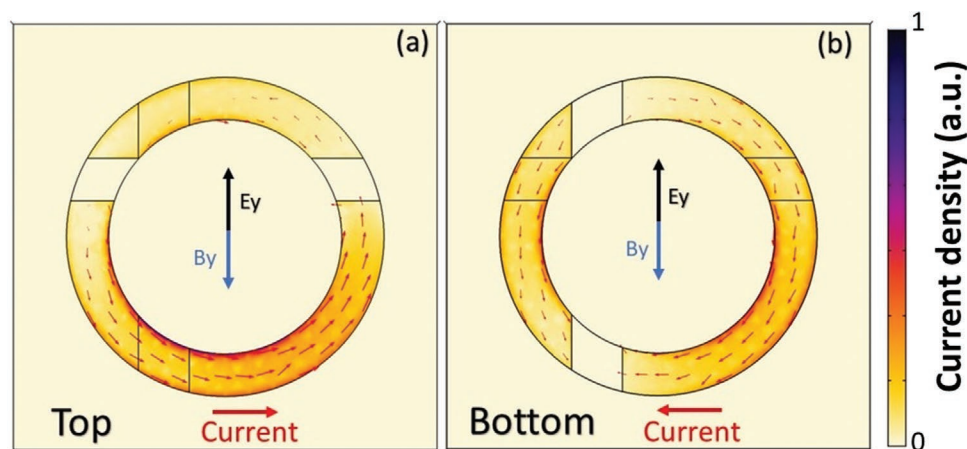 (a)
Ey
By
Top
Current
(b)
Ey
By
Bottom
Current
1
Current density (a.u.)
0